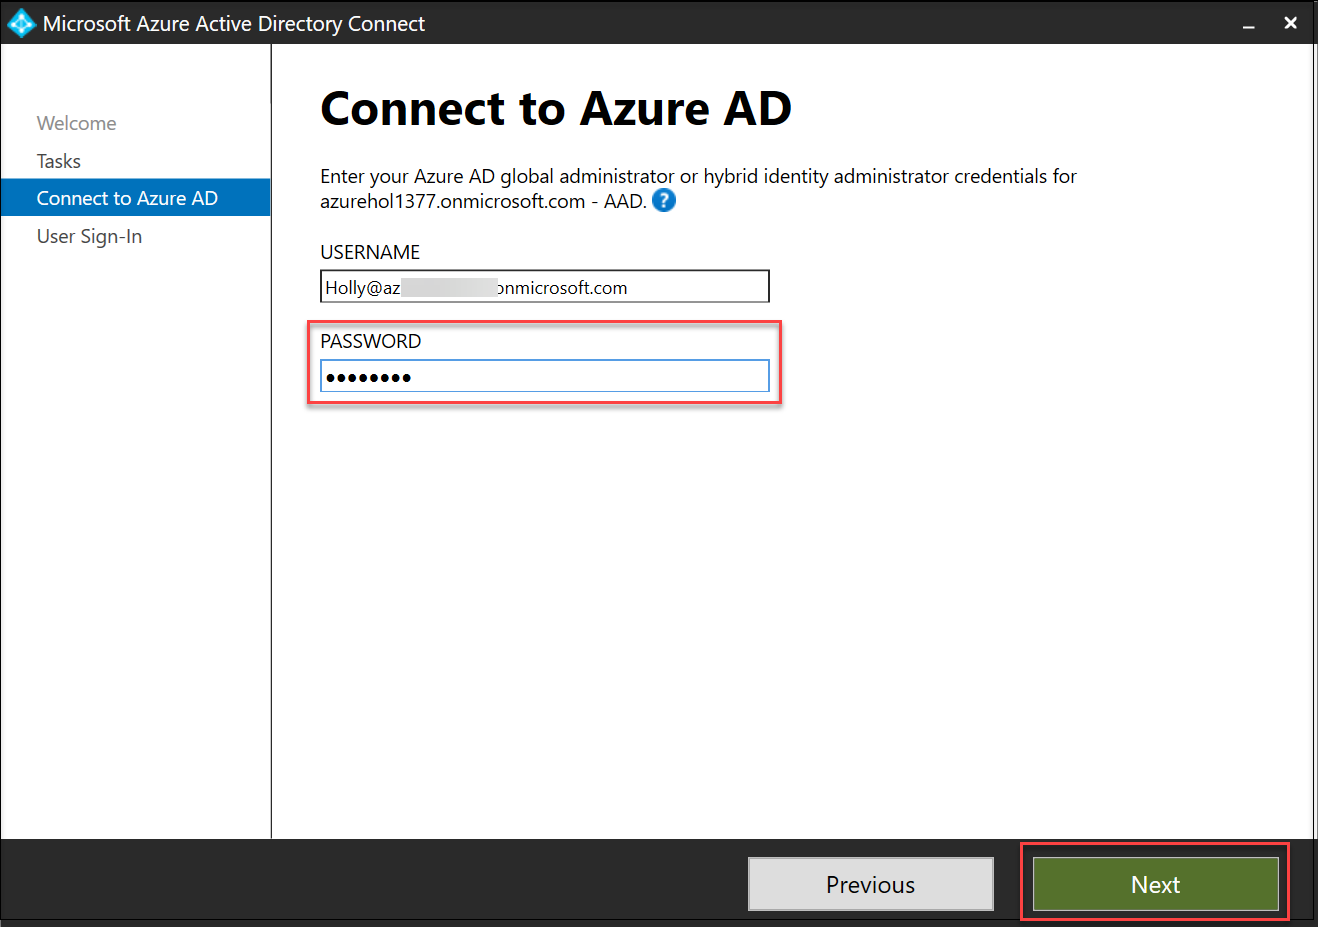 Microsoft Azure Active Directory Connect
Welcome
Tasks
Connect to Azure AD
User Sign-In
Connect to Azure AD
Enter your Azure AD global administrator or hybrid identity administrator credentials for
azurehol1377.onmicrosoft.com - AAD. ?
USERNAME
Holly@az onmicrosoft.com
PASSWORD
●●●●●●●●
Previous
Next